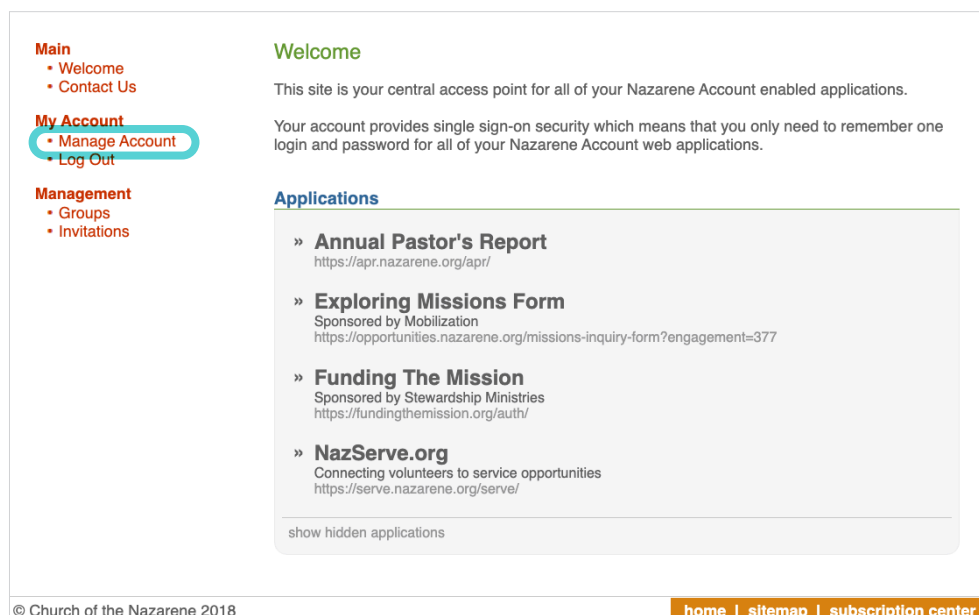 Main
• Welcome
• Contact Us
My Account
• Manage Account
• Log Out
Management
• Groups
• Invitations
Welcome
This site is your central access point for all of your Nazarene Account enabled applications.
Your account provides single sign-on security which means that you only need to remember one
login and password for all of your Nazarene Account web applications.
Applications
» Annual Pastor's Report
https://apr.nazarene.org/apr/
» Exploring Missions Form
Sponsored by Mobilization
https://opportunities.nazarene.org/missions-inquiry-form?engagement=377
» Funding The Mission
Sponsored by Stewardship Ministries
https://fundingthemission.org/auth/
» NazServe.org
Connecting volunteers to service opportunities
https://serve.nazarene.org/serve/
show hidden applications
© Church of the Nazarene 2018
home | sitemap | subscription center